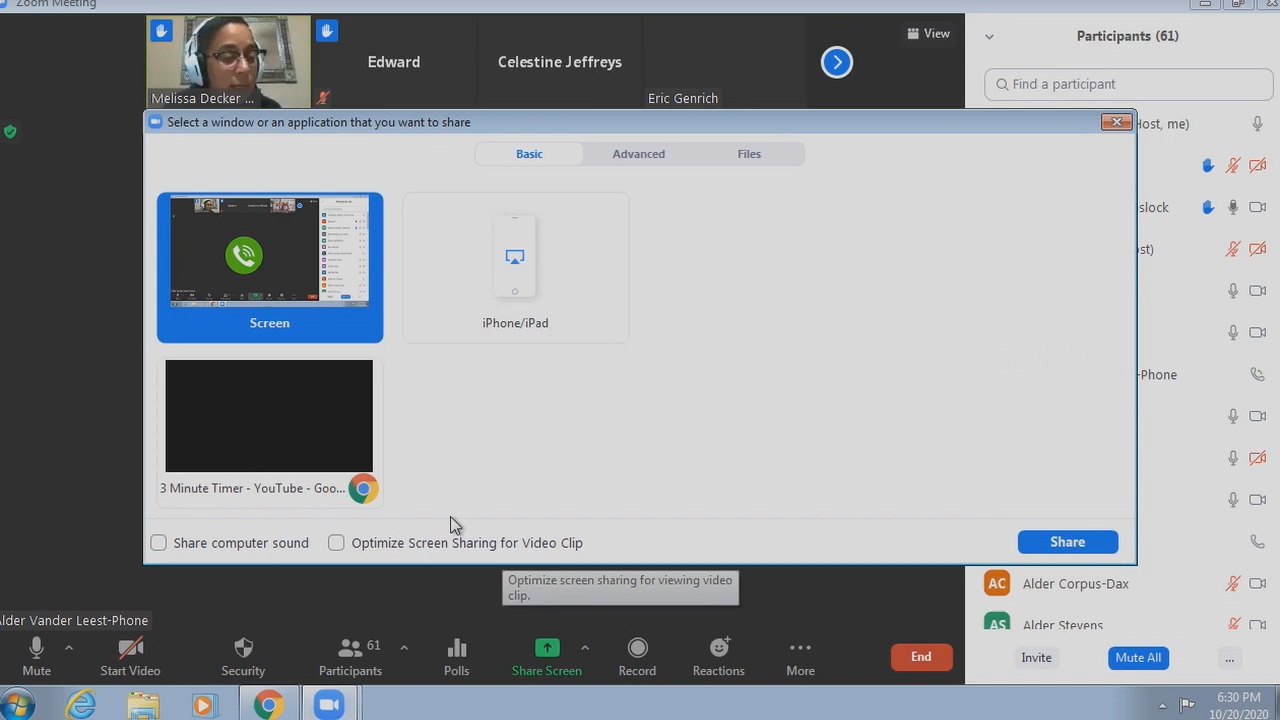 Zoom Meeting
Melissa Decker ...
Edward
Celestine Jeffreys
Eric Genrich
View
Participants (61)
Find a participant
Host, me)
Select a window or an application that you want to share
Basic
Advanced
Files
Screen
iPhone/iPad
3 Minute Timer - YouTube - Goo...
Share computer sound
Optimize Screen Sharing for Video Clip
Share
Optimize screen sharing for viewing video
clip.
slock
st)
-Phone
AC Alder Corpus-Dax
AS Alder Stevens
Alder Vander Leest-Phone
Mute
Start Video
Security
Participants
61
Polls
Share Screen
Record
Reactions
More
End
Invite
Mute All
...
6:30 PM
10/20/2020